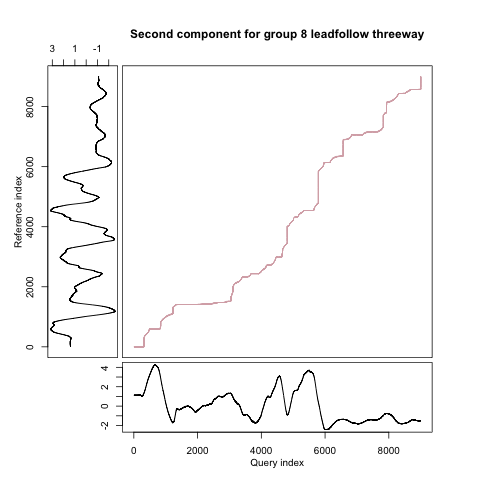 Second component for group 8 leadfollow threeway
3 1 -1
Reference index
8000
6000
4000
2000
0
4
2
0
-2
0 2000 4000 6000 8000
Query index